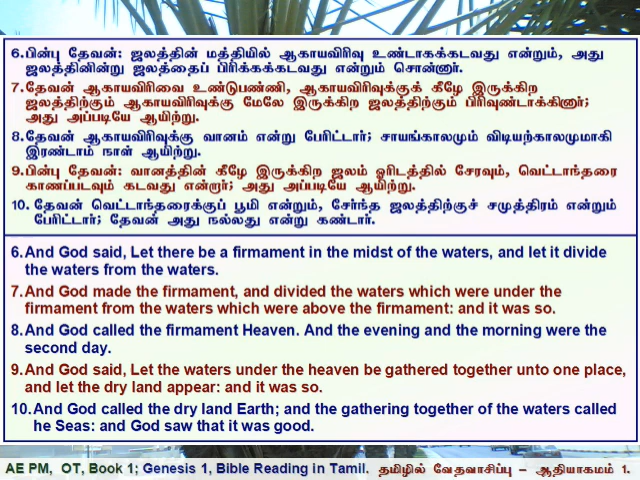 6.பின்பு தேவன்: ஜலத்தின் மத்தியில் ஆகாயவிரிவு உண்டாகக்கடவது என்றும், அது
ஜலத்தினின்று ஜலத்தைப் பிரிக்கக்கடவது என்றும் சொன்னார்.
7.தேவன் ஆகாயவிரிவை உண்டுபண்ணி, ஆகாயவிரிவுக்குக் கீழே இருக்கிற
ஜலத்திற்கும் ஆகாயவிரிவுக்கு மேலே இருக்கிற ஜலத்திற்கும் பிரிவுண்டாக்கினார்;
அது அப்படியே ஆயிற்று.
8.தேவன் ஆகாயவிரிவுக்கு வானம் என்று பேரிட்டார்; சாயங்காலமும் விடியற்காலமுமாகி
இரண்டாம் நாள் ஆயிற்று.
9.பின்பு தேவன்: வானத்தின் கீழே இருக்கிற ஜலம் ஓரிடத்தில் சேரவும், வெட்டாந்தரை
காணப்படவும் கடவது என்றார்; அது அப்படியே ஆயிற்று.
10. தேவன் வெட்டாந்தரைக்குப் பூமி என்றும், சேர்ந்த ஜலத்திற்குச் சமுத்திரம் என்றும்
பேரிட்டார்; தேவன் அது நல்லது என்று கண்டார்.
6.And God said, Let there be a firmament in the midst of the waters, and let it divide
the waters from the waters.
7.And God made the firmament, and divided the waters which were under the
firmament from the waters which were above the firmament: and it was so.
8.And God called the firmament Heaven. And the evening and the morning were the
second day.
9.And God said, Let the waters under the heaven be gathered together unto one place,
and let the dry land appear: and it was so.
10.And God called the dry land Earth; and the gathering together of the waters called
he Seas: and God saw that it was good.
AE PM, OT, Book 1; Genesis 1, Bible Reading in Tamil. தமிழில் வேதவாசிப்பு – ஆதியாகமம் 1.